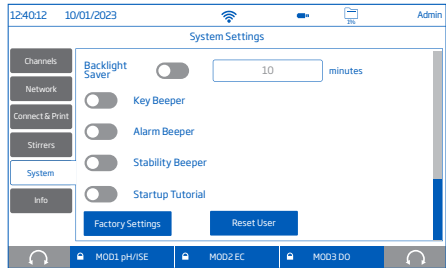 12:40:12 10/01/2023 1% Admin
System Settings
Channels
Network
Connect & Print
Stirrers
System
Info
Backlight
Saver 10 minutes
Key Beeper
Alarm Beeper
Stability Beeper
Startup Tutorial
Factory Settings Reset User
MOD1 pH/ISE MOD2 EC MOD3 DO